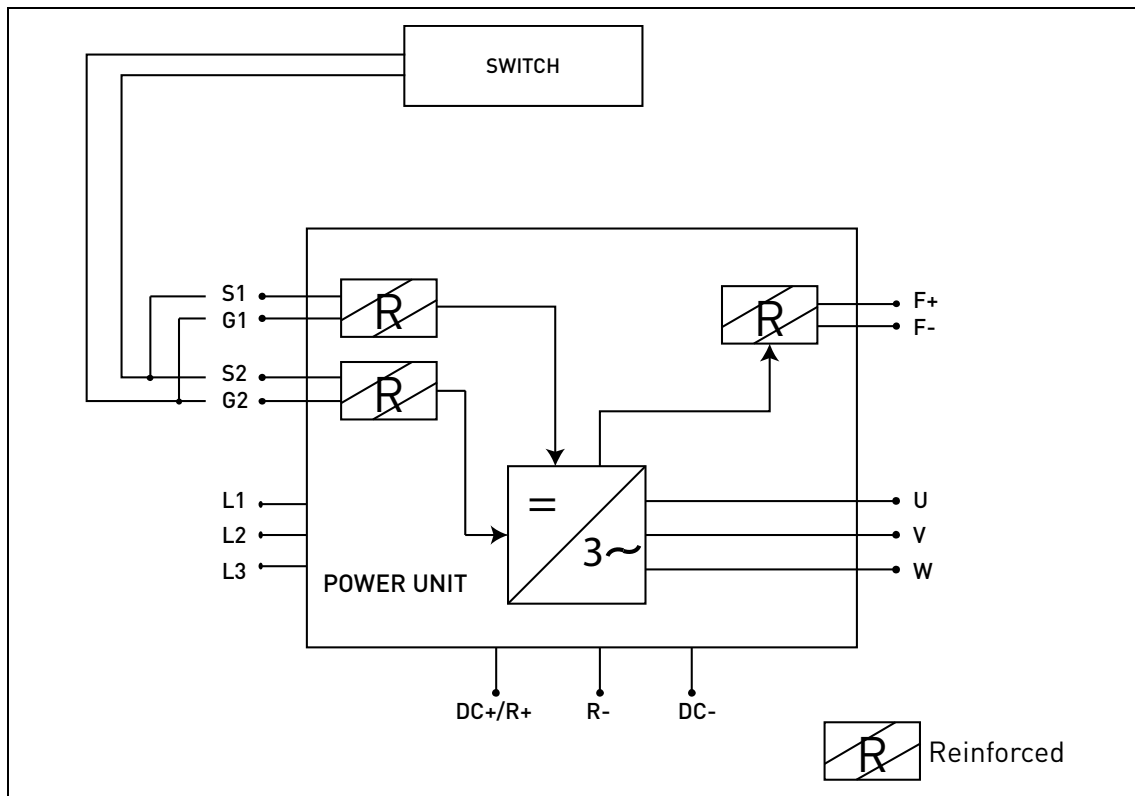 SWITCH
S1
G1
S2
G2
L1
L2
L3
POWER UNIT
R
R
R
F+
F-
=
3~
U
V
W
DC+/R+
R-
DC-
R
Reinforced